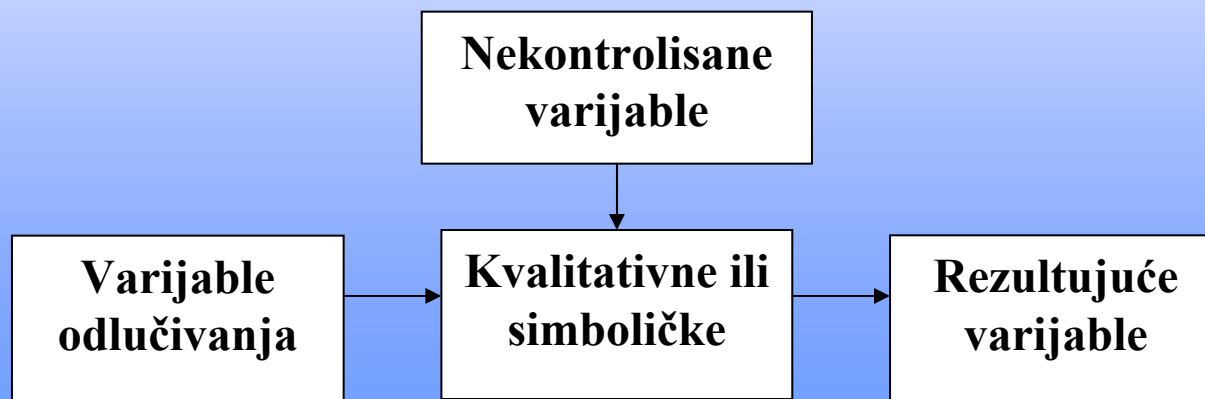 Nekontrolisane
varijable
Varijable
odlučivanja
Kvalitativne ili
simboličke
Rezultujuće
varijable